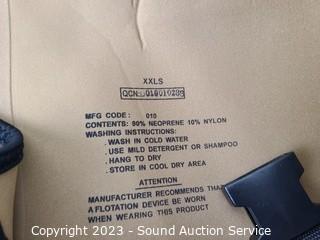 XXLS
MFG CODE: 010
CONTENTS: 90% NEOPRENE 10% NYLON
WASHING INSTRUCTIONS:
. WASH IN COLD WATER
. USE MILD DETERGENT OR SHAMPOO
. HANG TO DRY
. STORE IN COOL DRY AREA
ATTENTION
MANUFACTURER RECOMMENDS THAT
A FLOTATION DEVICE BE WORN
WHEN WEARING THIS PRODUCT
Copyright © 2023 - Sound Auction Service